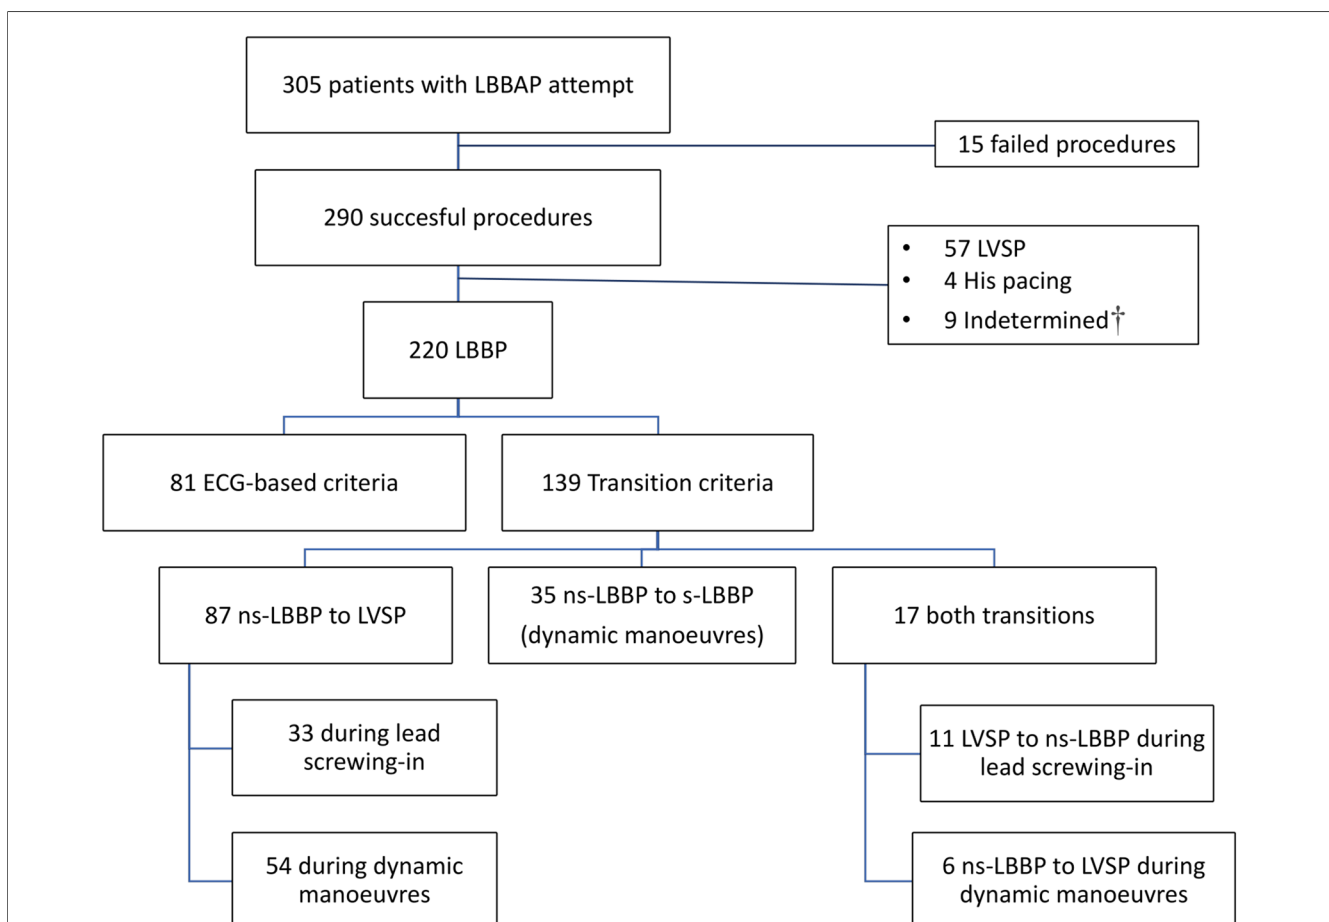 305 patients with LBBAP attempt
15 failed procedures
290 succesful procedures
• 57 LVSP
• 4 His pacing
• 9 Indetermined†
220 LBBP
81 ECG-based criteria
139 Transition criteria
87 ns-LBBP to LVSP
35 ns-LBBP to s-LBBP
(dynamic manoeuvres)
17 both transitions
33 during lead
screwing-in
11 LVSP to ns-LBBP during
lead screwing-in
54 during dynamic
manoeuvres
6 ns-LBBP to LVSP during
dynamic manoeuvres